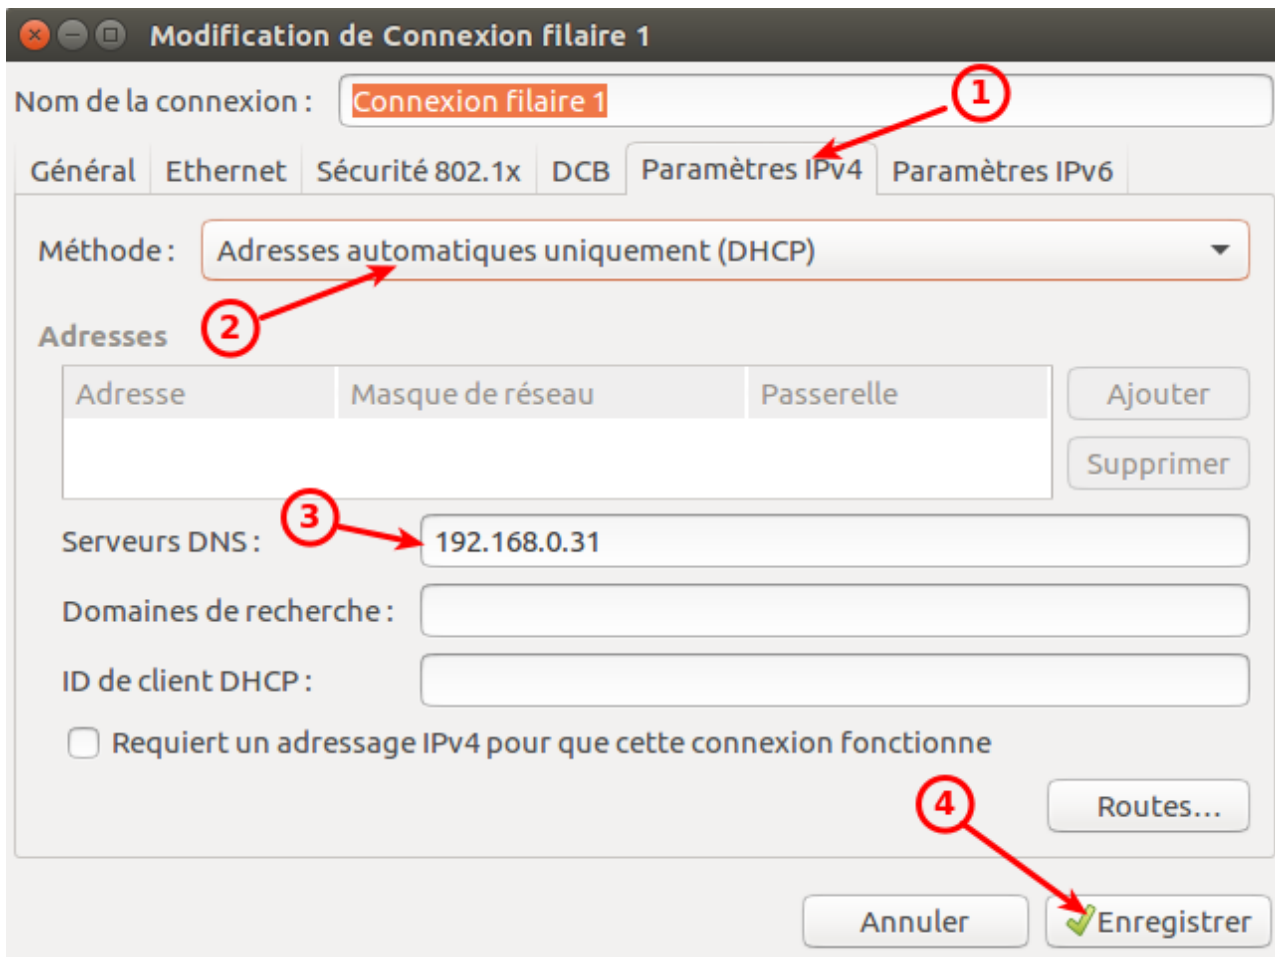 Modification de Connexion filaire 1
Nom de la connexion : Connexion filaire 1
1
Général Ethernet Sécurité 802.1x DCB Paramètres IPv4 Paramètres IPv6
Méthode : Adresses automatiques uniquement (DHCP)
2
Adresses
Adresse Masque de réseau Passerelle Ajouter
Supprimer
3
Serveurs DNS : 192.168.0.31
Domaines de recherche :
ID de client DHCP :
Requiert un adressage IPv4 pour que cette connexion fonctionne
4
Routes...
Annuler Enregistrer